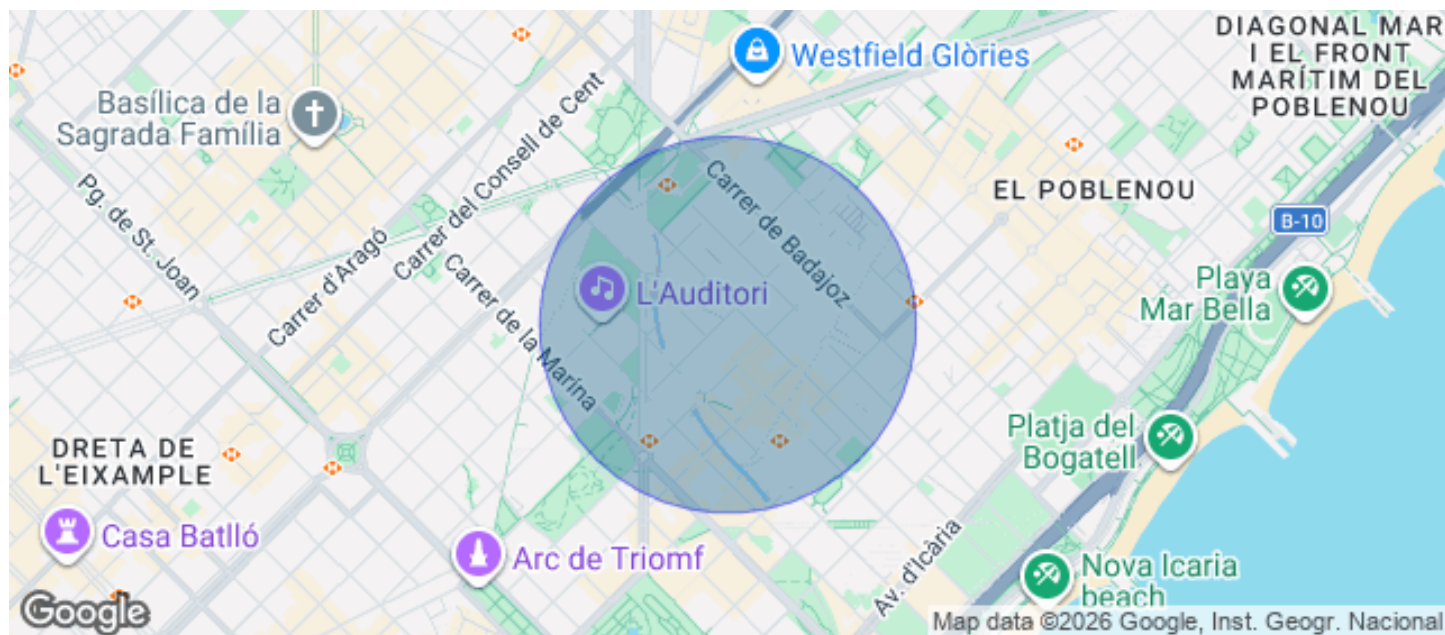 Westfield Glòries
DIAGONAL MAR
I EL FRONT
MARÍTIM DEL
POBLENOU
Basílica de la
Sagrada Família
Carrer del Consell de Cent
Carrer d'Aragó
Pg. de St. Joan
Carrer de Badajoz
EL POBLENOU
B-10
L'Auditori
Playa
Mar Bella
Carrer de la Marina
DRETA DE
L'EIXAMPLE
Platja del
Bogatell
Casa Batlló
Arc de Triomf
Av. d'Icària
Nova Icaria
beach
Google
Map data ©2026 Google, Inst. Geogr. Nacional